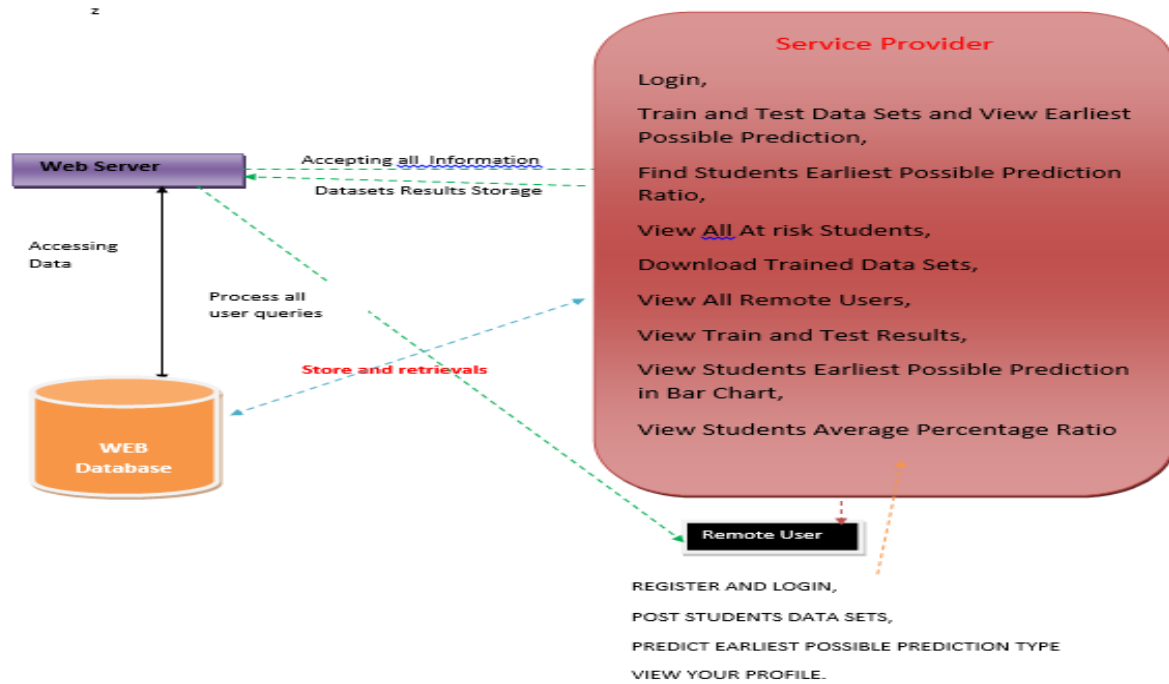 z
Service Provider
Login,
Train and Test Data Sets and View Earliest
Possible Prediction,
Find Students Earliest Possible Prediction
Ratio,
View All At risk Students,
Download Trained Data Sets,
View All Remote Users,
View Train and Test Results,
View Students Earliest Possible Prediction
in Bar Chart,
View Students Average Percentage Ratio
Web Server
Accepting all Information
Datasets Results Storage
Accessing
Data
Process all
user queries
Store and retrievals
WEB
Database
Remote User
REGISTER AND LOGIN,
POST STUDENTS DATA SETS,
PREDICT EARLIEST POSSIBLE PREDICTION TYPE
VIEW YOUR PROFILE.